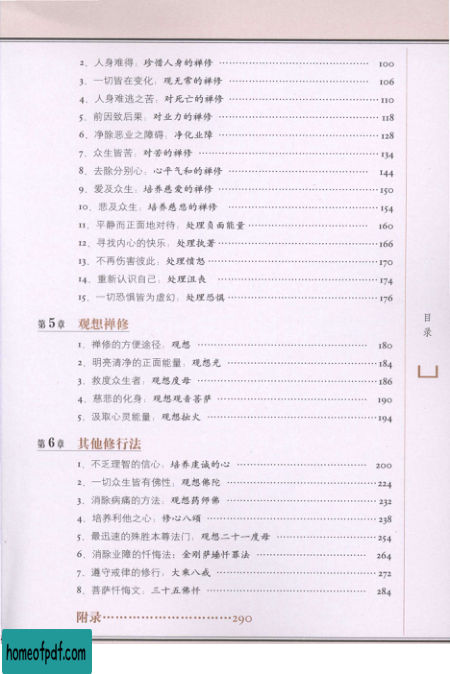 2、人身难得：珍惜人身的禅修 ………… 100
3、一切皆在变化：观无常的禅修 ………… 106
4、人身难逃之苦：对死亡的禅修 ………… 110
5、前因致后果：对业力的禅修 ………… 118
6、净除恶业之障碍：净化业障 ………… 128
7、众生皆苦：对苦的禅修 ………… 134
8、去除分别心：心平气和的禅修 ………… 144
9、爱及众生：培养慈爱的禅修 ………… 150
10、悲及众生：培养慈悲的禅修 ………… 154
11、平静而正面地对待：处理负面能量 ………… 160
12、寻找内心的快乐：处理执著 ………… 166
13、不再伤害彼此：处理愤怒 ………… 170
14、重新认识自己：处理沮丧 ………… 174
15、一切恐惧皆为虚幻：处理恐惧 ………… 176
第5章 观想禅修
1、禅修的方便途径：观想 ………… 180
2、明亮清净的正面能量：观想光 ………… 184
3、救度众生者：观想度母 ………… 186
4、慈悲的化身：观想观音菩萨 ………… 190
5、汲取心灵能量：观想拙火 ………… 194
第6章 其他修行法
1、不乏理智的信心：培养虔诚的心 ………… 200
2、一切众生皆有佛性：观想佛陀 ………… 224
3、消除病痛的方法：观想药师佛 ………… 232
4、培养利他之心：修心八颂 ………… 238
5、最迅速的殊胜本尊法门：观想二十一度母 ………… 254
6、消除业障的忏悔法：金刚萨埵忏罪法 ………… 264
7、遵守戒律的修行：大乘八戒 ………… 272
8、菩萨忏悔文：三十五佛忏 ………… 284
附录…………………………290
目录
homeofpdf.com